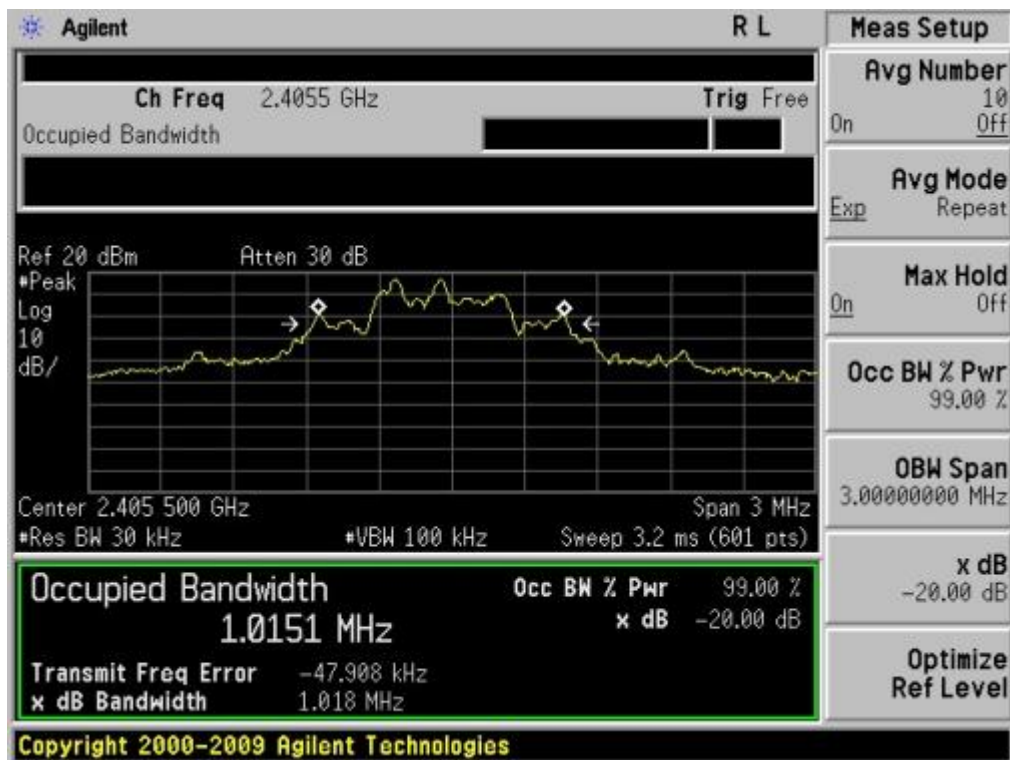 Agilent R L Meas Setup
Ch Freq 2.4055 GHz Trig Free
Occupied Bandwidth
Avg Number
10
On Off
Avg Mode
Exp Repeat
Max Hold
On Off
Occ BW % Pwr
99.00 %
OBW Span
3.00000000 MHz
x dB
-20.00 dB
Optimize
Ref Level
Ref 20 dBm Atten 30 dB
#Peak
Log
10
dB/
Center 2.405 500 GHz Span 3 MHz
#Res BW 30 kHz #VBW 100 kHz Sweep 3.2 ms (601 pts)
Occupied Bandwidth Occ BW % Pwr 99.00 %
1.0151 MHz x dB -20.00 dB
Transmit Freq Error -47.908 kHz
x dB Bandwidth 1.018 MHz
Copyright 2000-2009 Agilent Technologies